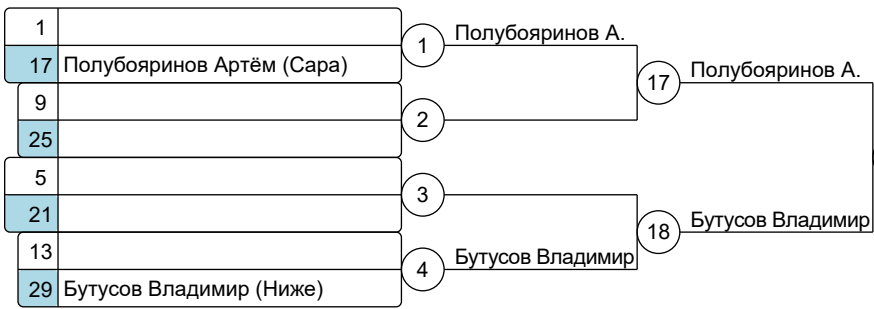 1
17 Полубояринов Артём (Сара)
9
25
5
21
13
29 Бутусов Владимир (Ниже)
1
2
3
4
Полубояринов А.
Бутусов Владимир
17
18
Полубояринов А.
Бутусов Владимир